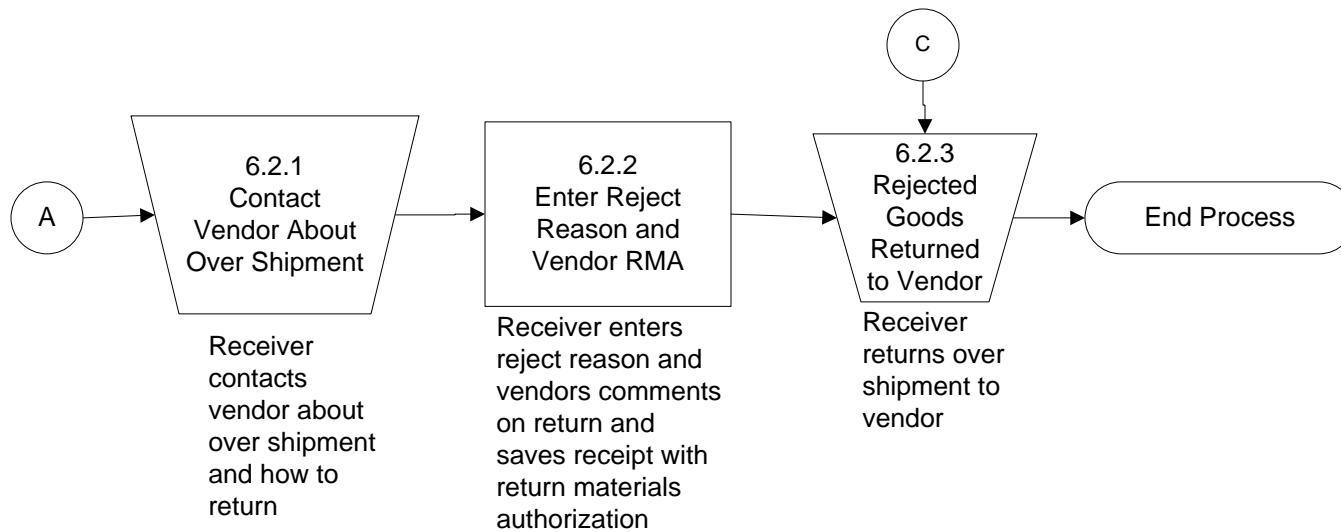 C
A
6.2.1
Contact
Vendor About
Over Shipment
6.2.2
Enter Reject
Reason and
Vendor RMA
6.2.3
Rejected
Goods
Returned
to Vendor
End Process
Receiver
contacts
vendor about
over shipment
and how to
return
Receiver enters
reject reason and
vendors comments
on return and
saves receipt with
return materials
authorization
Receiver
returns over
shipment to
vendor